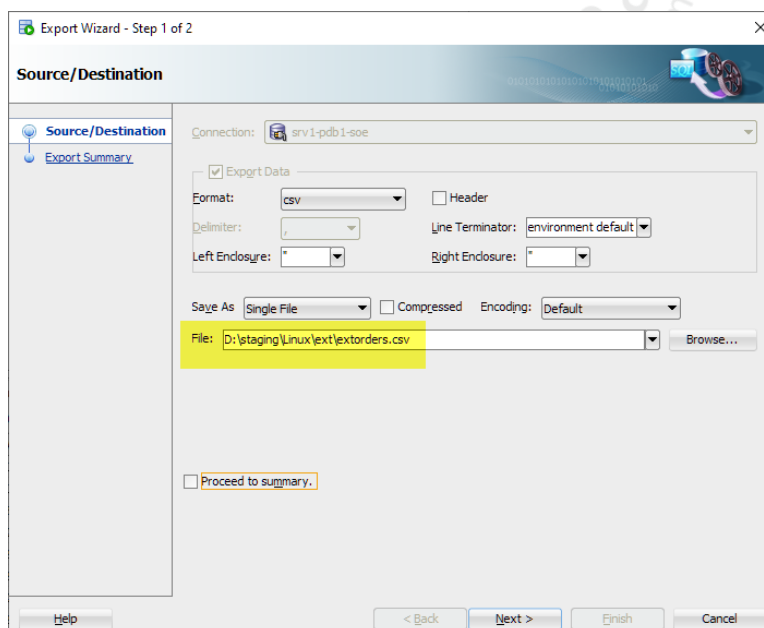 Export Wizard - Step 1 of 2
Source/Destination
Source/Destination
Export Summary
Connection: srv1-pdb1-soe
Export Data
Format: csv Header
Delimiter: , Line Terminator: environment default
Left Enclosure: " Right Enclosure: "
Save As Single File Compressed Encoding: Default
File: D:\staging\Linux\ext\extorders.csv Browse...
Proceed to summary.
Help < Back Next > Finish Cancel